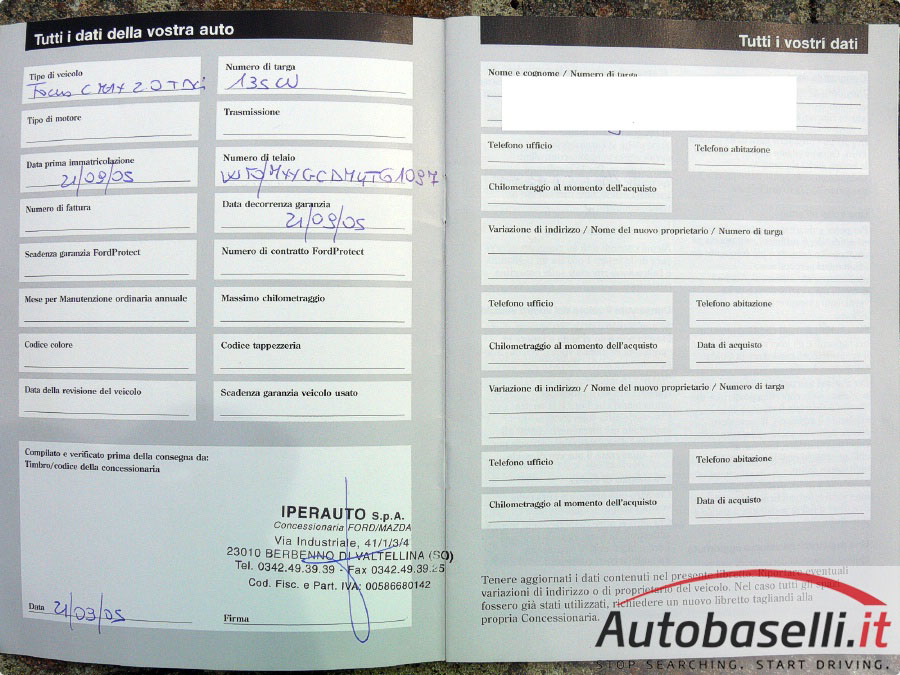 Tutti i dati della vostra auto
Tipo di veicolo
Focus C MAX 2.0 TDCi
Numero di targa
135 CV
Tipo di motore
Trasmissione
Data prima immatricolazione
21/09/05
Numero di telaio
Numero di fattura
Data decorrenza garanzia
21/09/05
Scadenza garanzia FordProtect
Numero di contratto FordProtect
Mese per Manutenzione ordinaria annuale
Massimo chilometraggio
Codice colore
Codice tappezzeria
Data della revisione del veicolo
Scadenza garanzia veicolo usato
Compilato e verificato prima della consegna da:
Timbro/codice della concessionaria
IPERAUTO S.p.A.
Concessionaria FORD/MAZDA
Via Industriale, 41/1/3/4
23010 BERBENNO DI VALTELLINA (SO)
Tel. 0342.49.39.39 - Fax 0342.49.39.25
Cod. Fisc. e Part. IVA: 00586680142
Data 21/09/05
Firma
Tutti i vostri dati
Nome e cognome / Numero di targa
Telefono ufficio
Telefono abitazione
Chilometraggio al momento dell'acquisto
Variazione di indirizzo / Nome del nuovo proprietario / Numero di targa
Telefono ufficio
Telefono abitazione
Chilometraggio al momento dell'acquisto
Data di acquisto
Variazione di indirizzo / Nome del nuovo proprietario / Numero di targa
Telefono ufficio
Telefono abitazione
Chilometraggio al momento dell'acquisto
Data di acquisto
Tenere aggiornati i dati contenuti nel presente libretto. Riportare eventuali
variazioni di indirizzo o di proprietario del veicolo. Nel caso tutti gli spazi
fossero già stati utilizzati, richiedere un nuovo libretto tagliandi alla
propria Concessionaria.
Autobaselli.it
STOP SEARCHING. START DRIVING.